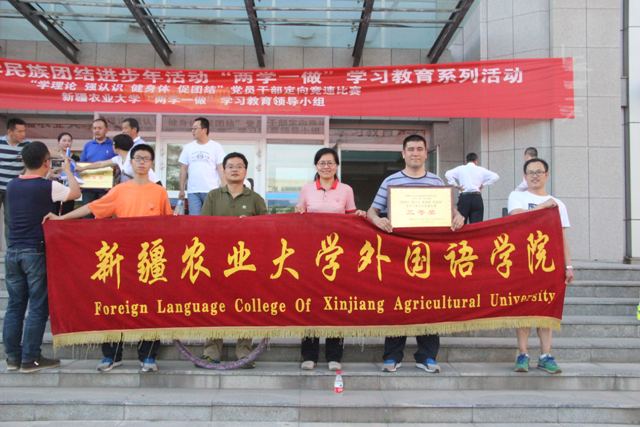 民族团结进步年活动 “两学一做” 学习教育系列活动
“学理论 强认识 健身体 促团结” 党员干部定向竞速比赛
新疆农业大学 “两学一做” 学习教育领导小组
三等奖
新疆农业大学外国语学院
Foreign Language College Of Xinjiang Agricultural University